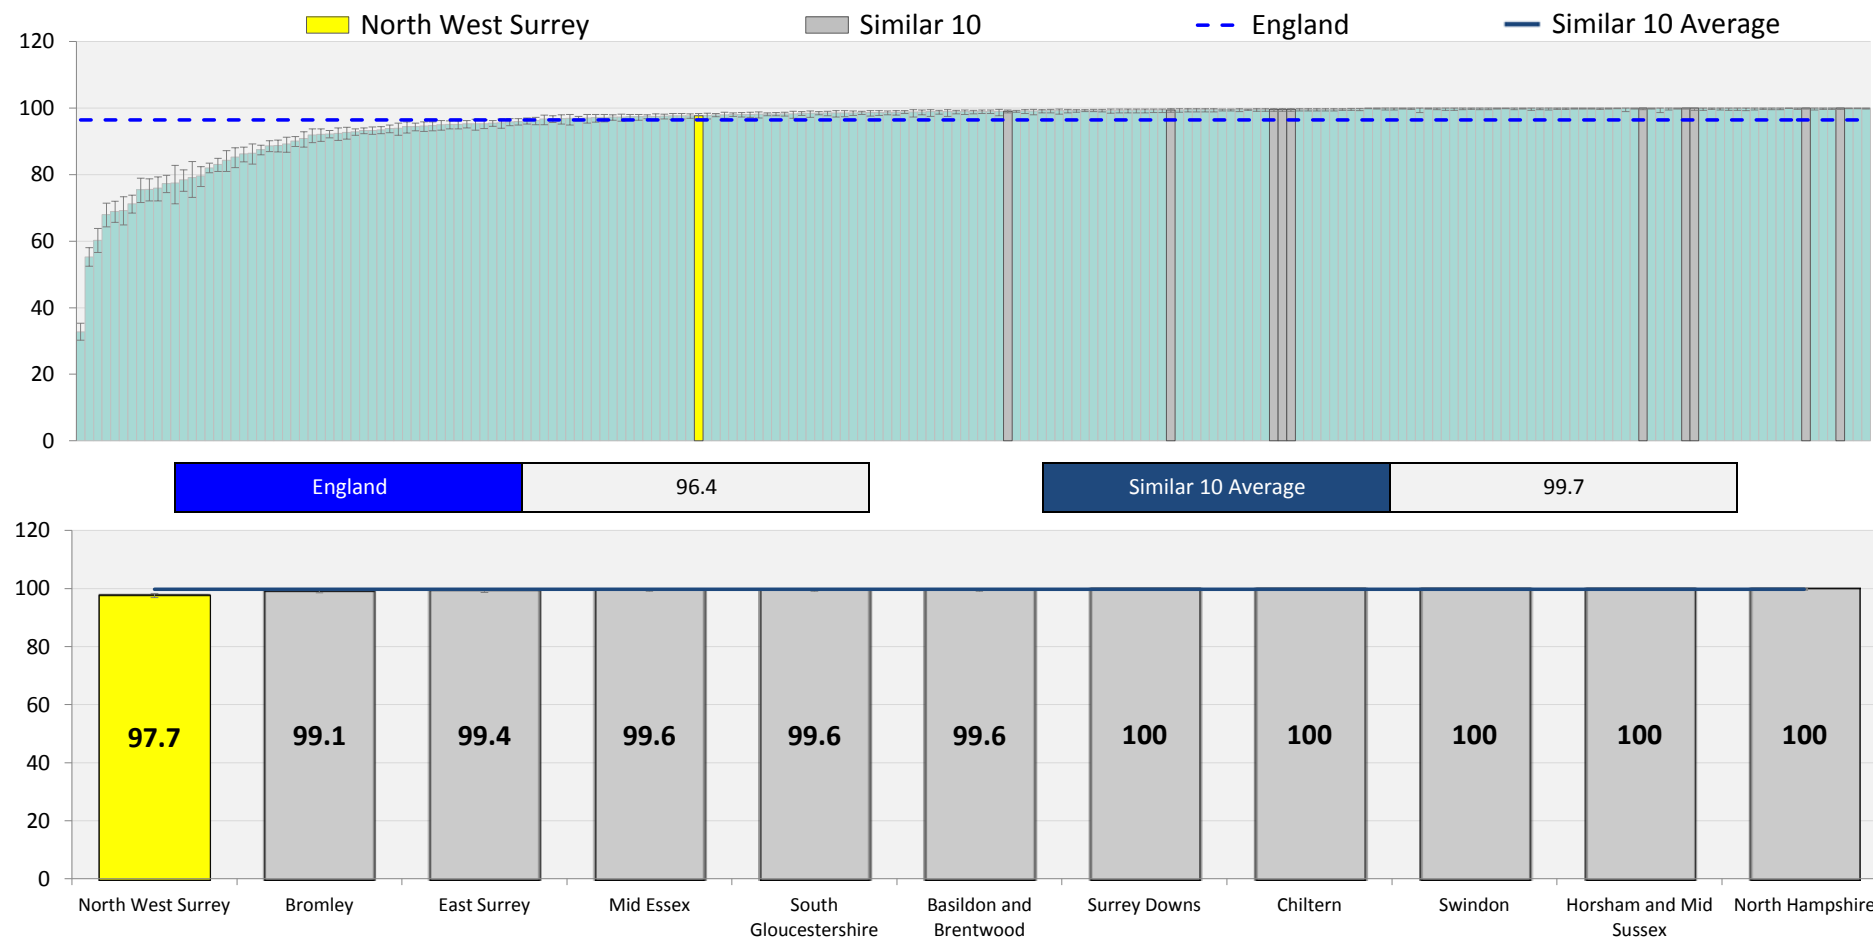 North West Surrey Similar 10 England Similar 10 Average
120
100
80
60
40
20
0
England 96.4 Similar 10 Average 99.7
120
100
80
60
40
20
0
97.7 99.1 99.4 99.6 99.6 99.6 100 100 100 100 100
North West Surrey Bromley East Surrey Mid Essex South Basildon and Surrey Downs Chiltern Swindon Horsham and Mid North Hampshire
Gloucestershire Brentwood Sussex